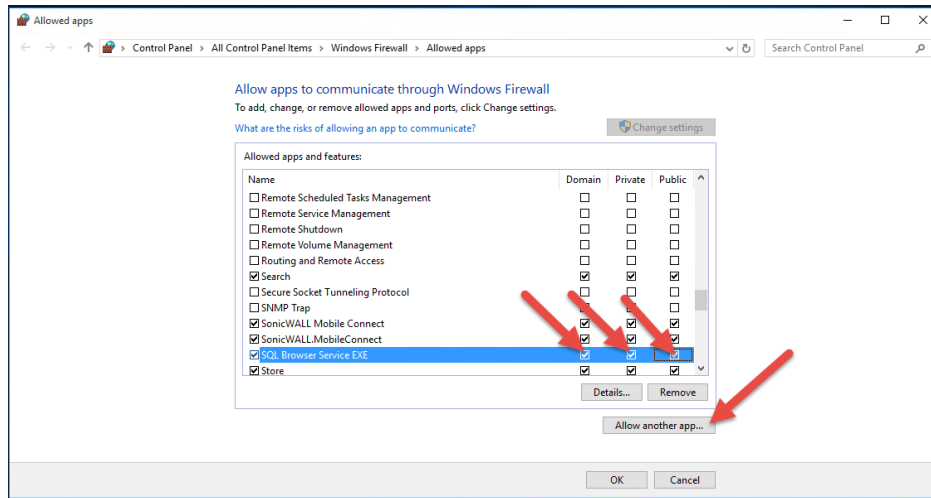 Allowed apps
Control Panel > All Control Panel Items > Windows Firewall > Allowed apps
Search Control Panel
Allow apps to communicate through Windows Firewall
To add, change, or remove allowed apps and ports, click Change settings.
What are the risks of allowing an app to communicate?
Change settings
Allowed apps and features:
Name Domain Private Public
Remote Scheduled Tasks Management
Remote Service Management
Remote Shutdown
Remote Volume Management
Routing and Remote Access
Search
Secure Socket Tunneling Protocol
SNMP Trap
SonicWALL Mobile Connect
SonicWALL.MobileConnect
SQL Browser Service EXE
Store
Details... Remove
Allow another app...
OK Cancel